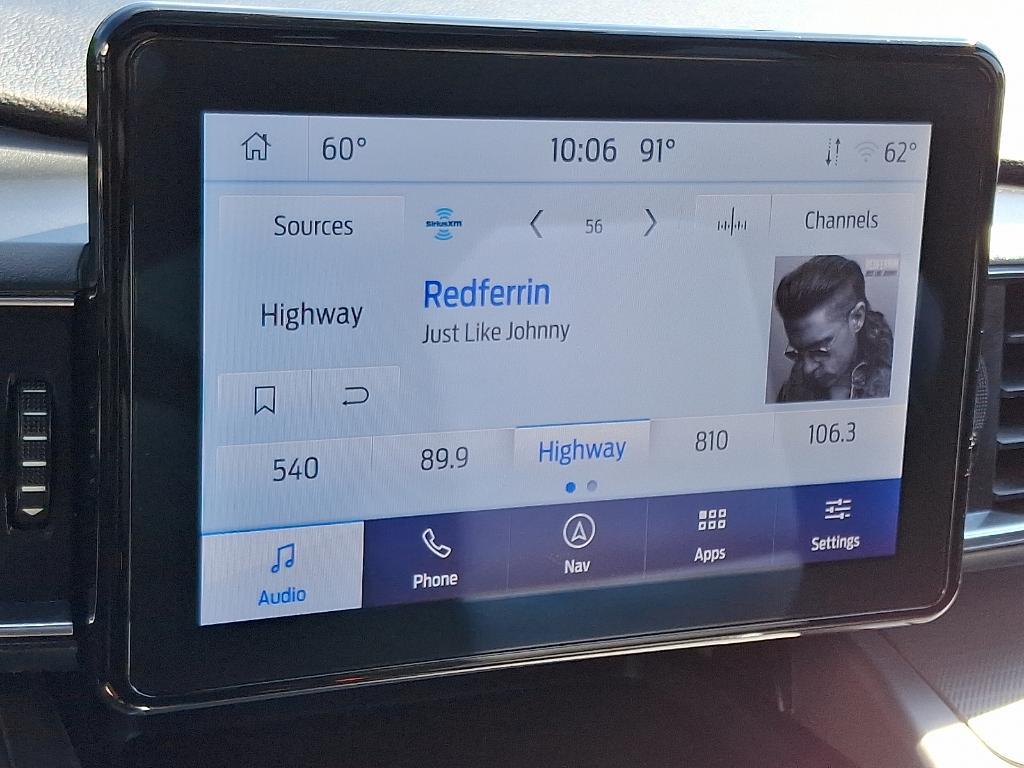 60° 10:06 91° 62°
Sources SiriusXM 56 Channels
Highway
Redferrin
Just Like Johnny
540 89.9 Highway 810 106.3
Audio Phone Nav Apps Settings